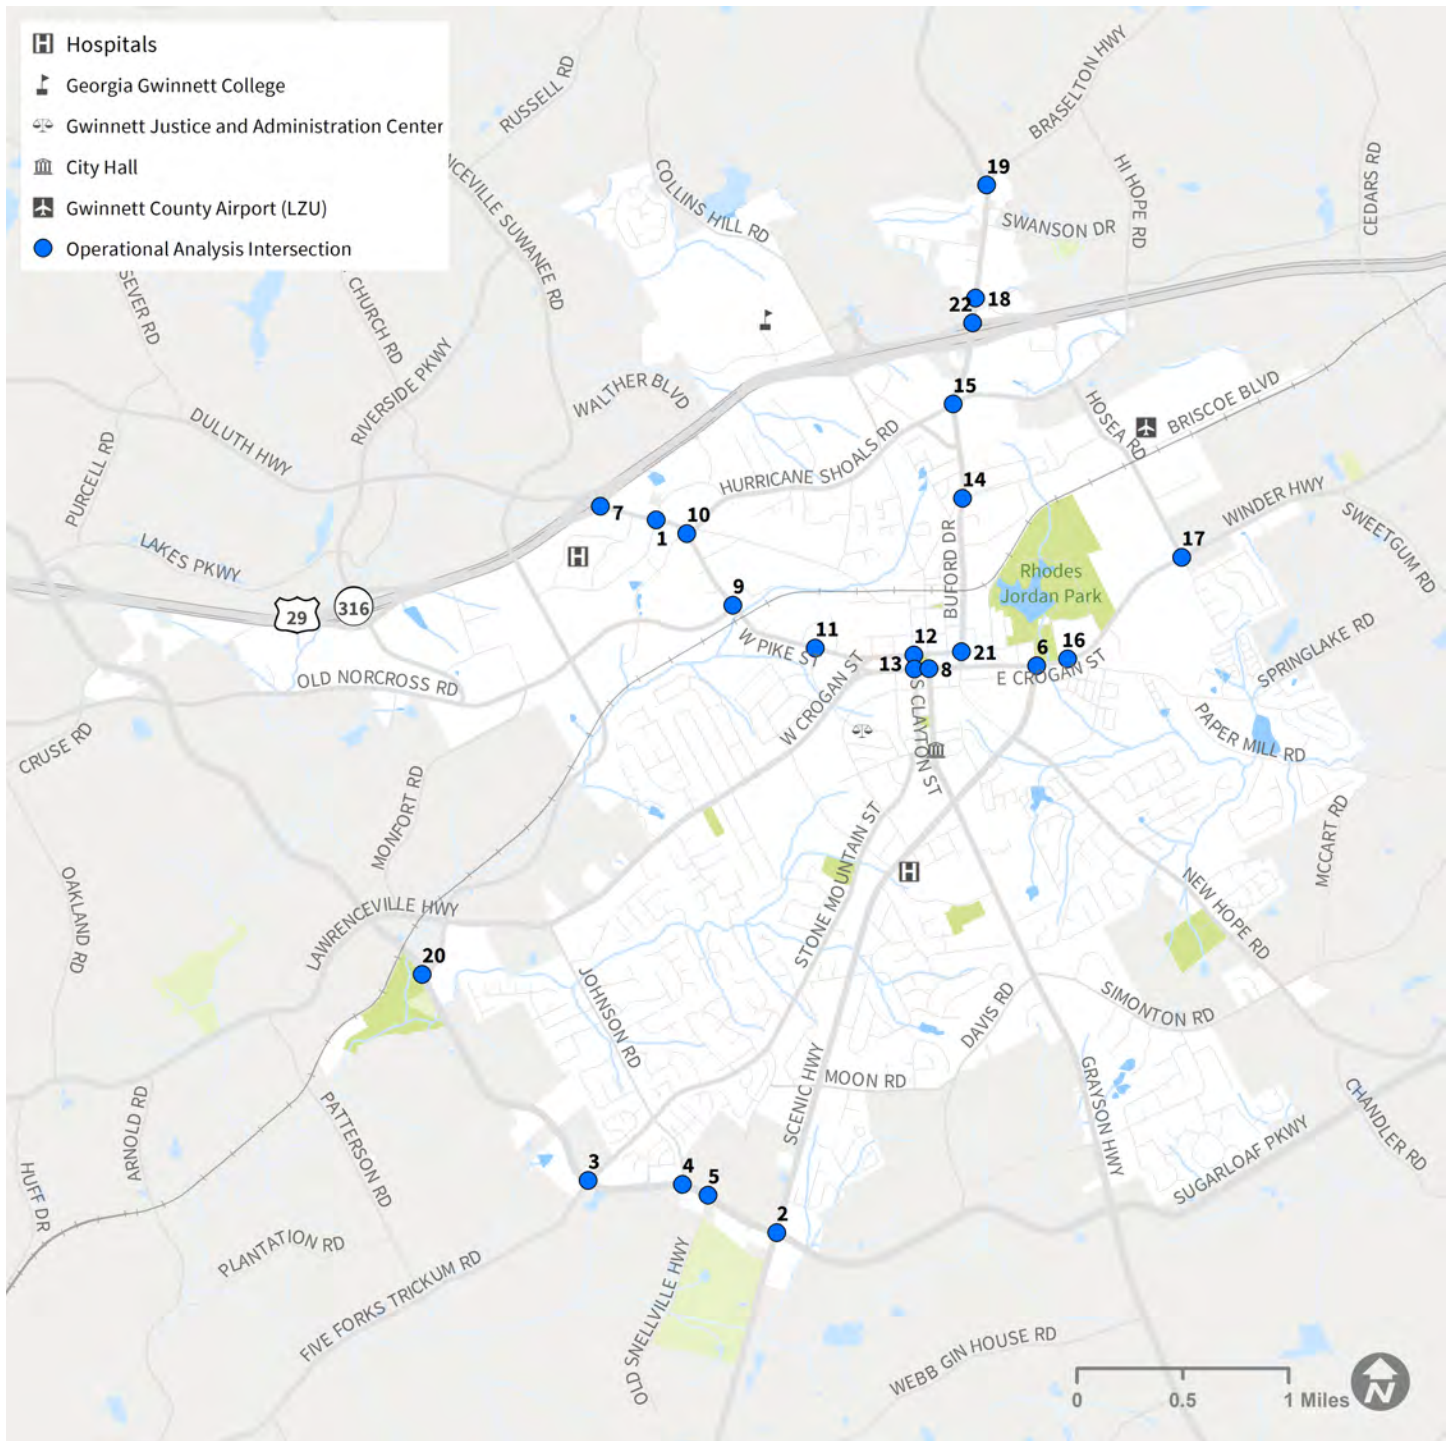 Hospitals
Georgia Gwinnett College
Gwinnett Justice and Administration Center
City Hall
Gwinnett County Airport (LZU)
Operational Analysis Intersection
RUSSELL RD
BRASELTON HWY
NCEVILLE SUWANEE RD
COLLINS HILL RD
HI HOPE RD
CEDARS RD
19
SWANSON DR
SEVER RD
CHURCH RD
22
18
RIVERSIDE PKWY
WALTHER BLVD
15
HOSEA RD
BRISCOE BLVD
DULUTH HWY
PURCELL RD
HURRICANE SHOALS RD
14
WINDER HWY
SWEETGUM RD
7
1
10
17
LAKES PKWY
H
BUFORD DR
Rhodes
Jordan Park
29
316
9
W PIKE ST
11
12
21
6
16
13
8
E CROGAN ST
SPRINGLAKE RD
OLD NORCROSS RD
W CROGAN ST
S CLAYTON ST
PAPER MILL RD
CRUSE RD
MONFORT RD
STONE MOUNTAIN ST
MCCART RD
OAKLAND RD
LAWRENCEVILLE HWY
H
NEW HOPE RD
20
JOHNSON RD
DAVIS RD
SIMONTON RD
SCENIC HWY
MOON RD
GRAYSON HWY
CHANDLER RD
ARNOLD RD
PATTERSON RD
HUFF DR
3
4
5
2
SUGARLOAF PKWY
PLANTATION RD
FIVE FORKS TRICKUM RD
OLD SNELLVILLE HWY
WEBB GIN HOUSE RD
0 0.5 1 Miles
N